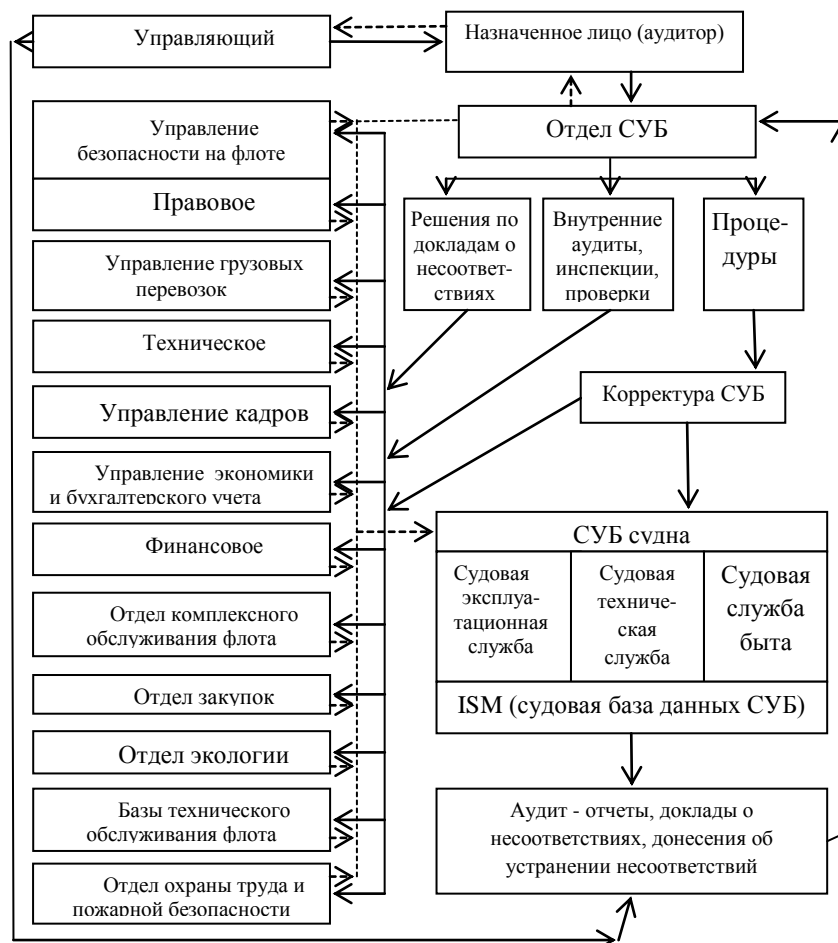 Управляющий
Назначенное лицо (аудитор)
Управление
безопасности на флоте
Правовое
Управление грузовых
перевозок
Техническое
Управление кадров
Управление экономики
и бухгалтерского учета
Финансовое
Отдел комплексного
обслуживания флота
Отдел закупок
Отдел экологии
Базы технического
обслуживания флота
Отдел охраны труда и
пожарной безопасности
Отдел СУБ
Решения по
докладам о
несоответ-
ствиях
Внутренние
аудиты,
инспекции,
проверки
Проце-
дуры
Корректура СУБ
СУБ судна
Судовая
эксплуа-
тационная
служба
Судовая
техниче-
ская
служба
Судовая
служба
быта
ISM (судовая база данных СУБ)
Аудит - отчеты, доклады о
несоответствиях, донесения об
устранении несоответствий